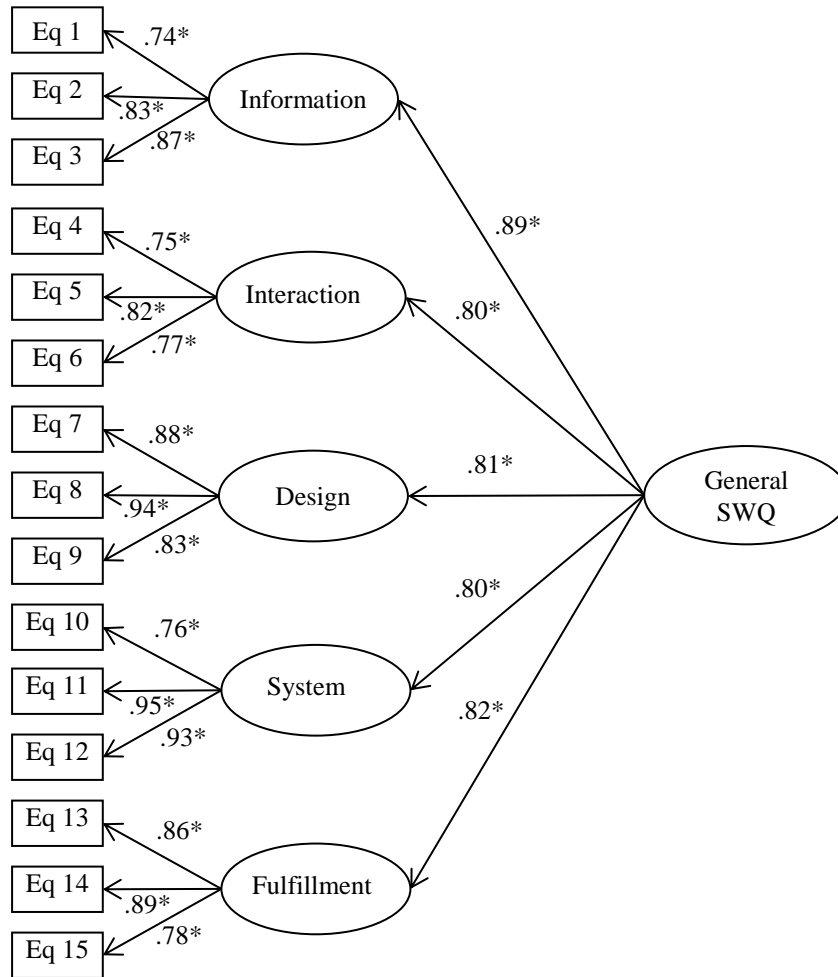 Eq 1
.74*
Eq 2
.83*
Information
Eq 3
.87*
Eq 4
.75*
.89*
Eq 5
.82*
Interaction
.80*
Eq 6
.77*
Eq 7
.88*
Eq 8
.94*
Design
.81*
General
SWQ
Eq 9
.83*
Eq 10
.76*
.80*
Eq 11
.95*
System
Eq 12
.93*
.82*
Eq 13
.86*
Eq 14
.89*
Fulfillment
Eq 15
.78*